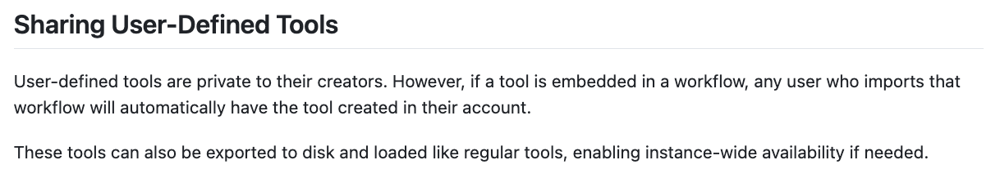 Sharing User-Defined Tools
User-defined tools are private to their creators. However, if a tool is embedded in a workflow, any user who imports that
workflow will automatically have the tool created in their account.
These tools can also be exported to disk and loaded like regular tools, enabling instance-wide availability if needed.